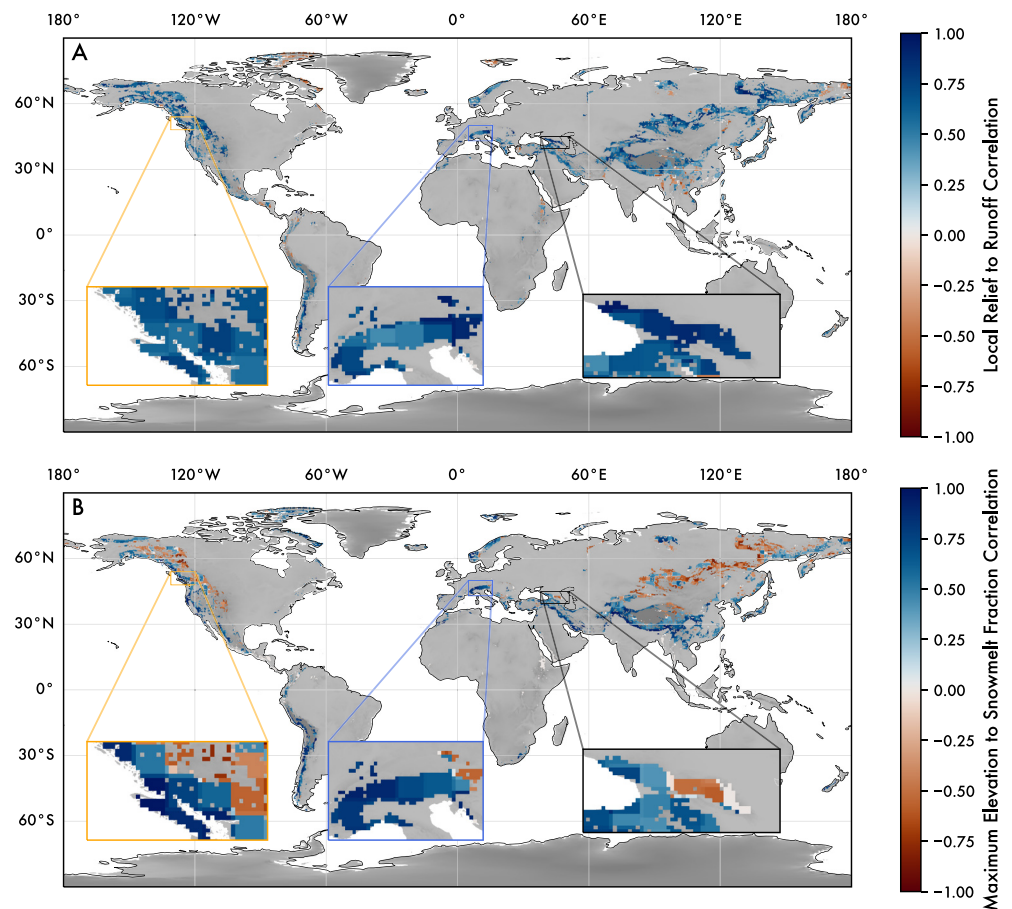 180° 120°W 60°W 0° 60°E 120°E 180°
A
60°N
30°N
0°
30°S
60°S
1.00
0.75
0.50
0.25
0.00
−0.25
−0.50
−0.75
−1.00
Local Relief to Runoff Correlation
180° 120°W 60°W 0° 60°E 120°E 180°
B
60°N
30°N
0°
30°S
60°S
1.00
0.75
0.50
0.25
0.00
−0.25
−0.50
−0.75
−1.00
Maximum Elevation to Snowmelt Fraction Correlation